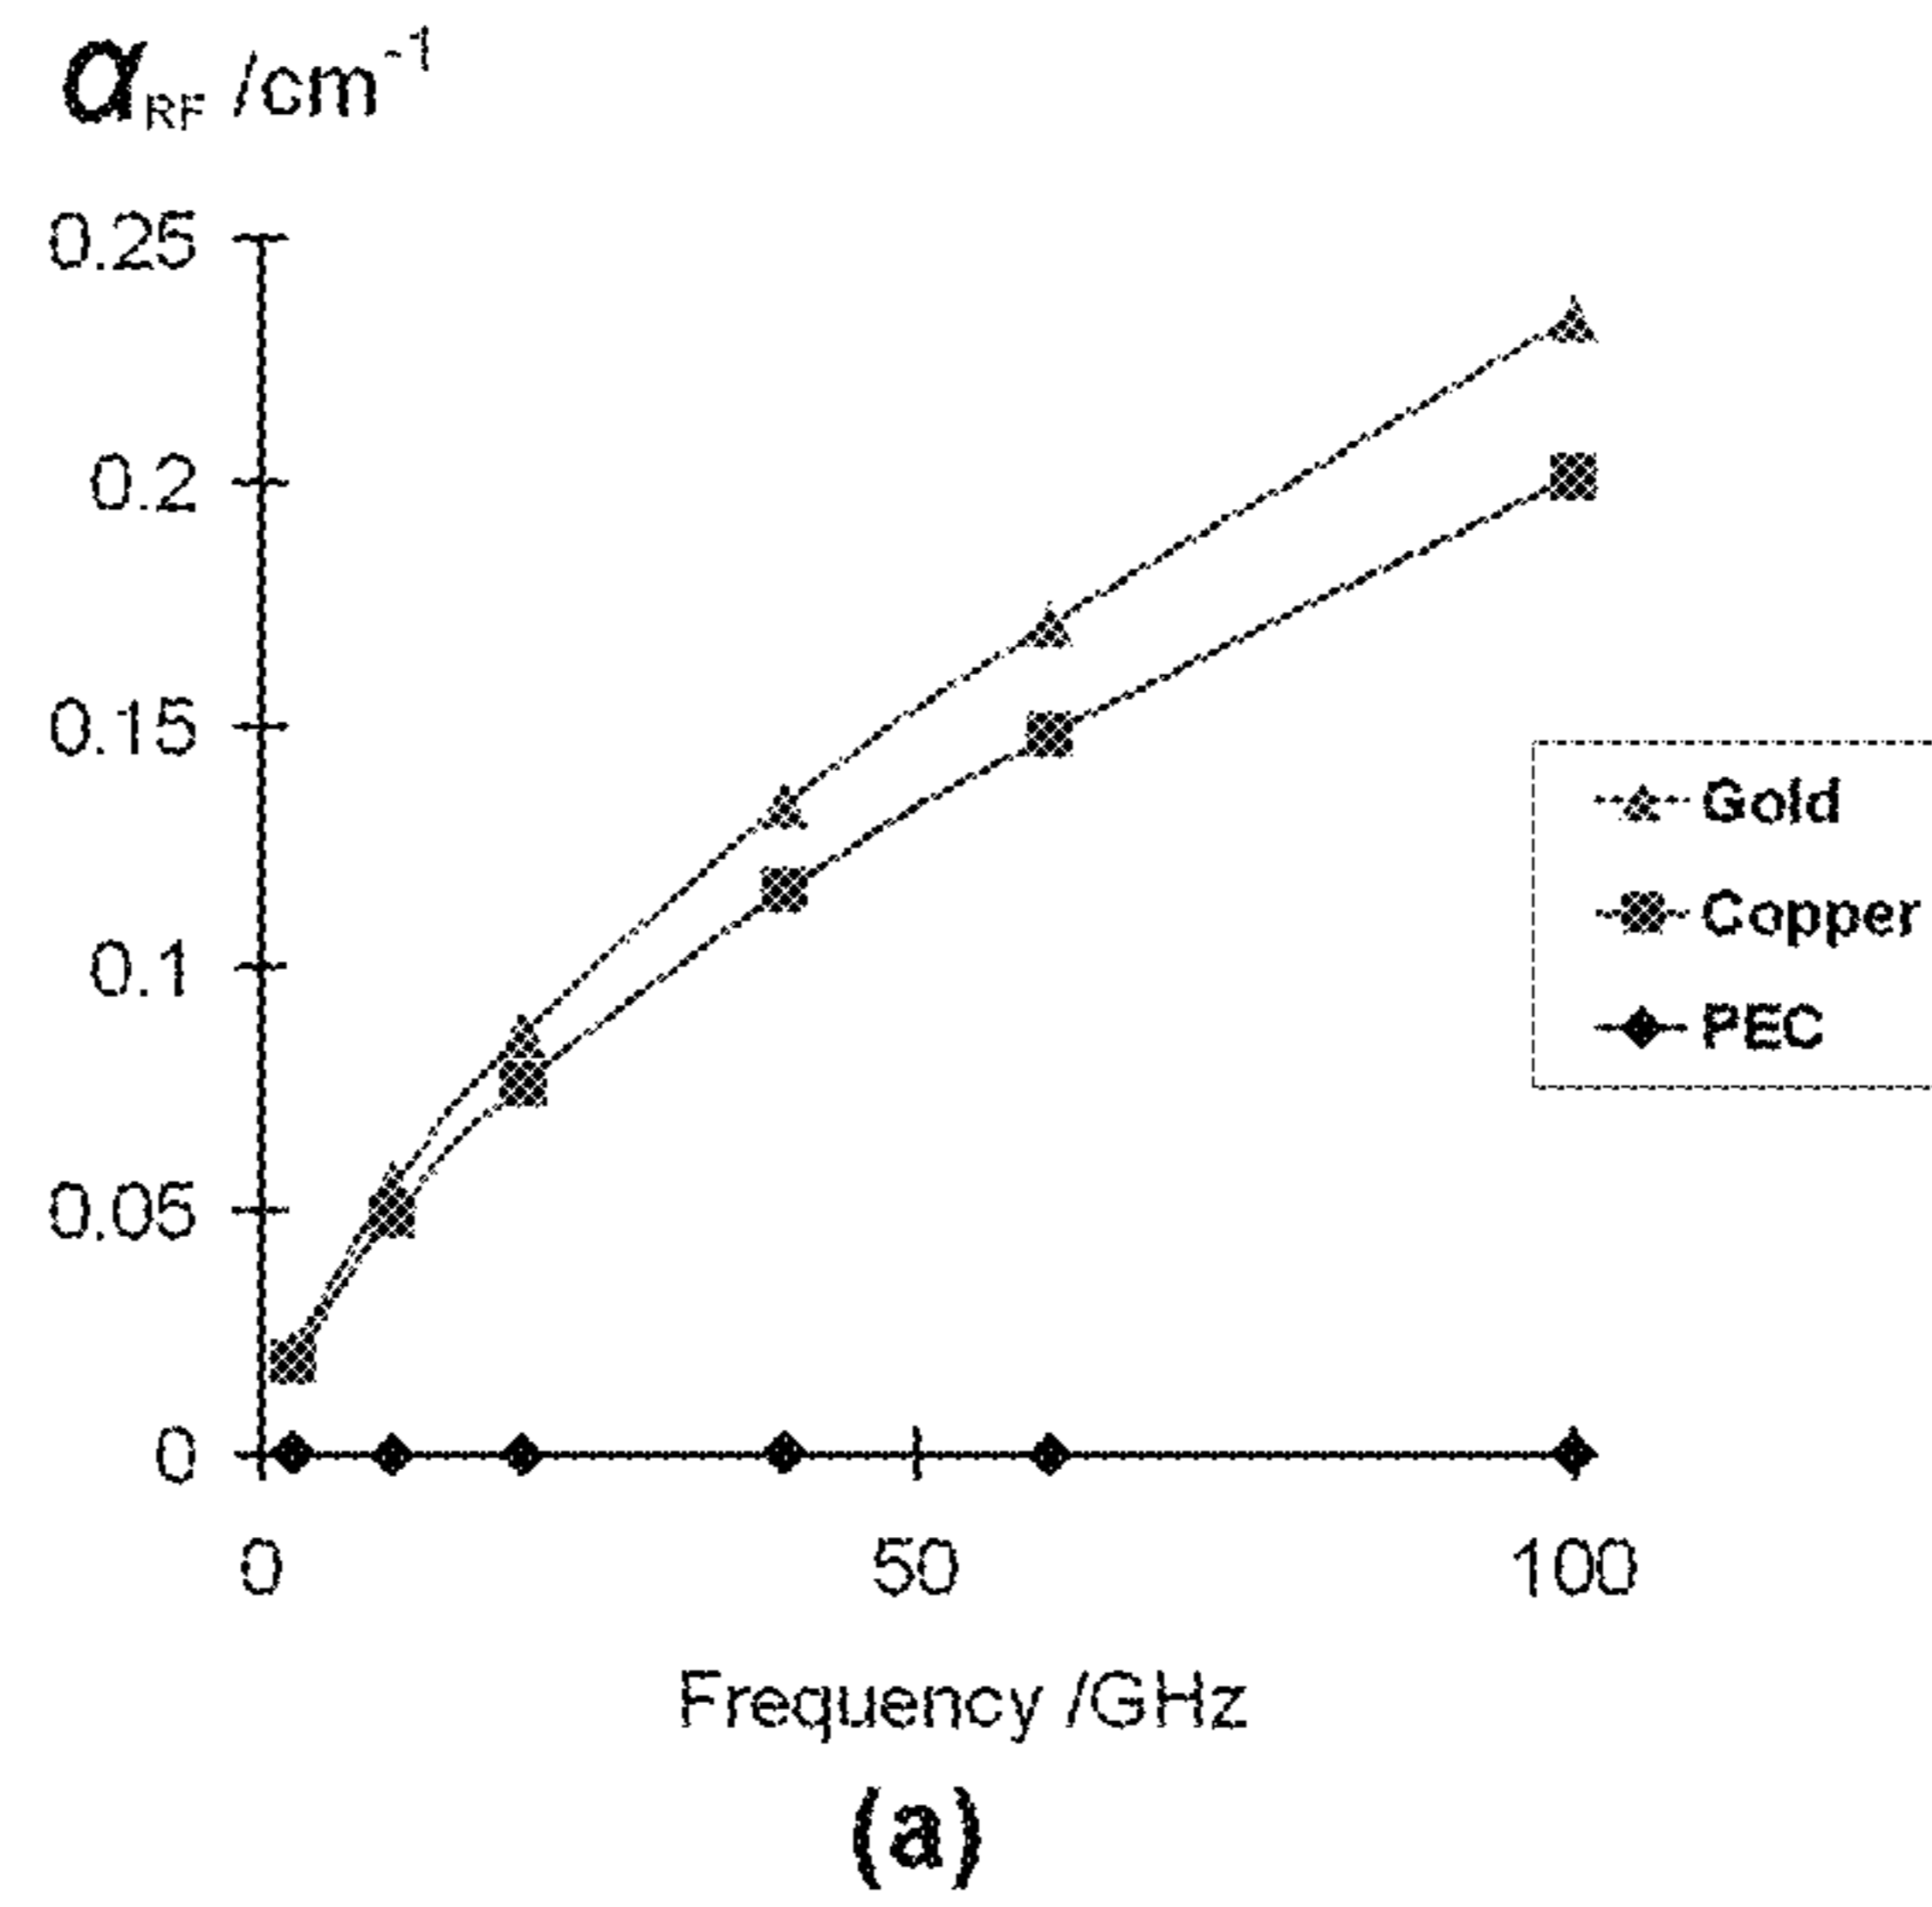 α RF /cm-1
0.25
0.2
0.15
0.1
0.05
0
0 50 100
Frequency /GHz
Gold
Copper
PEC
(a)